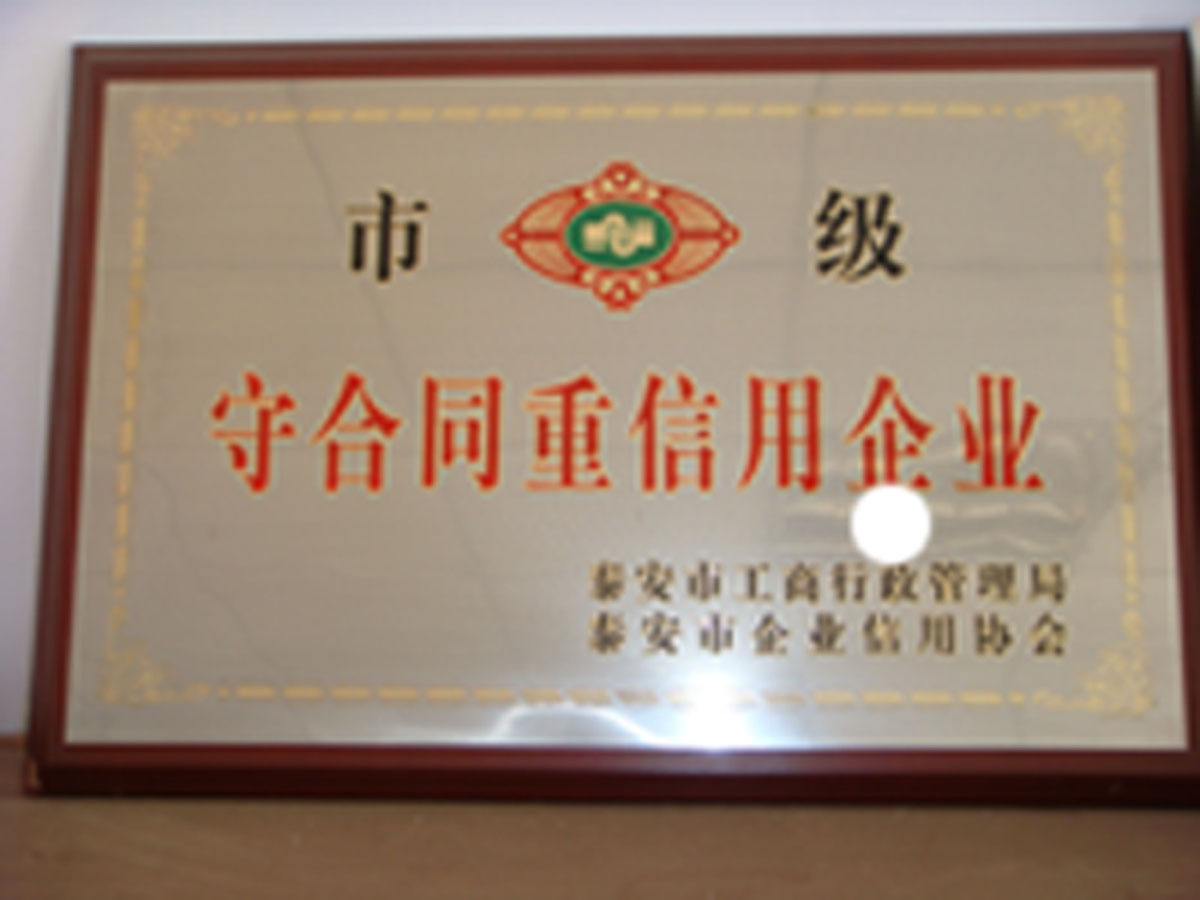 市 级
守合同重信用企业
泰安市工商行政管理局
泰安市企业信用协会